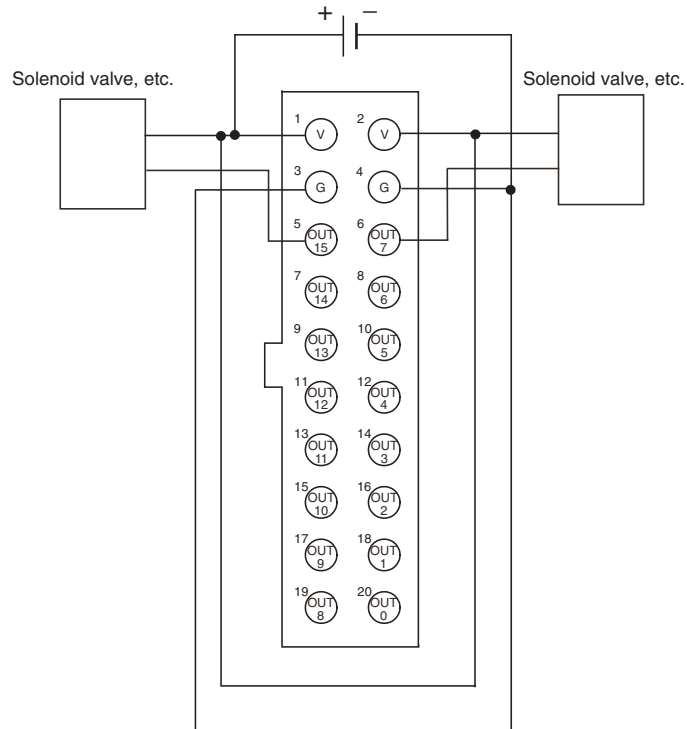 + −
Solenoid valve, etc.
Solenoid valve, etc.
1 V
2 V
3 G
4 G
5 OUT 15
6 OUT 7
7 OUT 14
8 OUT 6
9 OUT 13
10 OUT 5
11 OUT 12
12 OUT 4
13 OUT 11
14 OUT 3
15 OUT 10
16 OUT 2
17 OUT 9
18 OUT 1
19 OUT 8
20 OUT 0